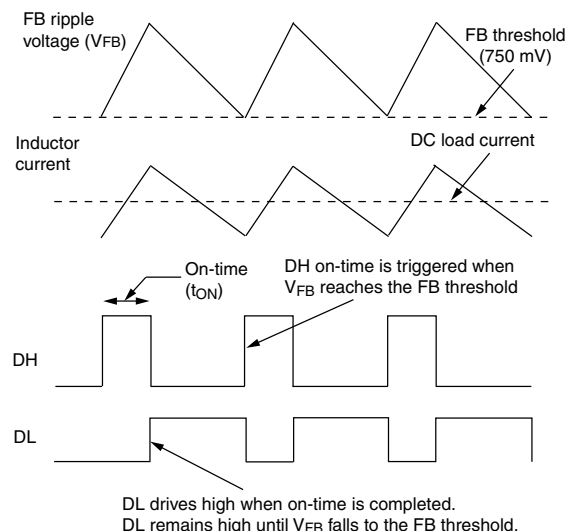 FB ripple
voltage (VFB)
FB threshold
(750 mV)
Inductor
current
DC load current
On-time
(tON)
DH on-time is triggered when
VFB reaches the FB threshold
DH
DL
DL drives high when on-time is completed.
DL remains high until VFB falls to the FB threshold.